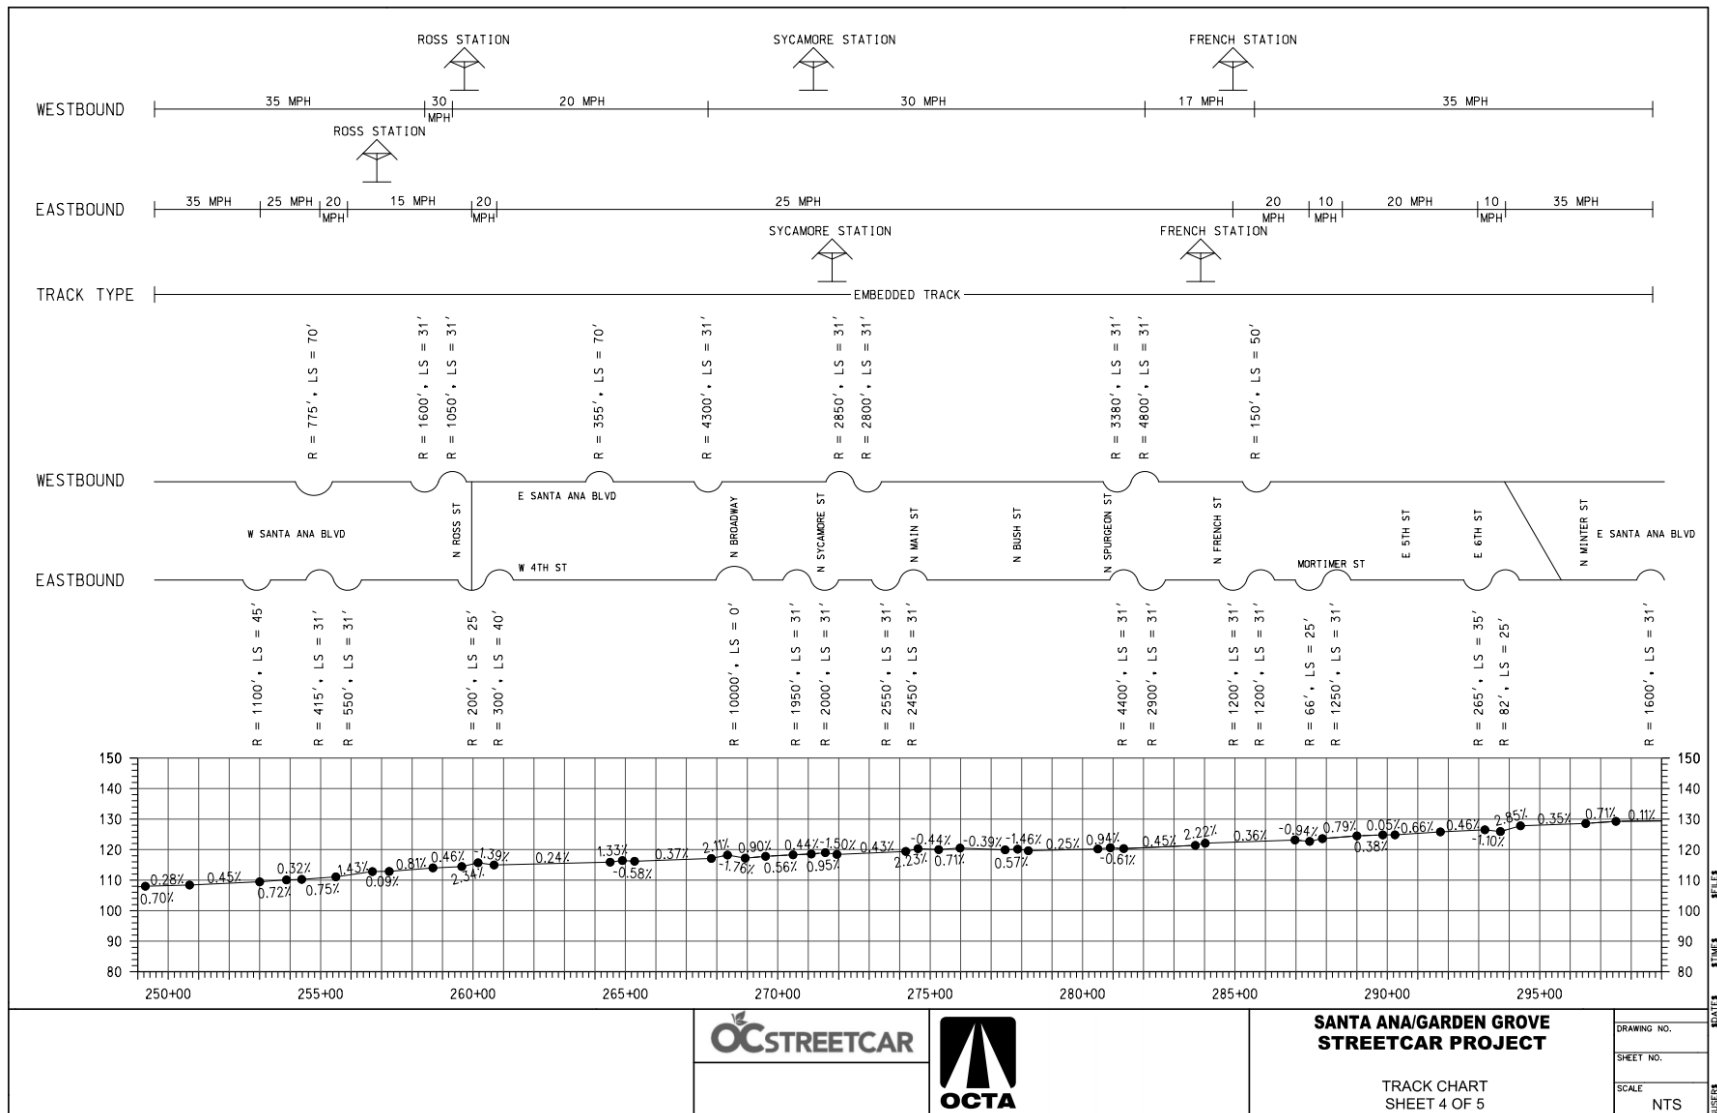 ROSS STATION
SYCAMORE STATION
FRENCH STATION
WESTBOUND
35 MPH
30 MPH
20 MPH
30 MPH
17 MPH
35 MPH
ROSS STATION
EASTBOUND
35 MPH
25 MPH
20 MPH
15 MPH
20 MPH
25 MPH
20 MPH
10 MPH
20 MPH
10 MPH
35 MPH
SYCAMORE STATION
FRENCH STATION
TRACK TYPE
EMBEDDED TRACK
R = 775', LS = 70'
R = 1600', LS = 31'
R = 1050', LS = 31'
R = 355', LS = 70'
R = 4300', LS = 31'
R = 2850', LS = 31'
R = 2800', LS = 31'
R = 3380', LS = 31'
R = 4800', LS = 31'
R = 150', LS = 50'
WESTBOUND
E SANTA ANA BLVD
W SANTA ANA BLVD
N ROSS ST
W 4TH ST
N BROADWAY
N SYCAMORE ST
N MAIN ST
N BUSH ST
N SPURGEON ST
N FRENCH ST
MORTIMER ST
E 5TH ST
E 6TH ST
N MINTER ST
E SANTA ANA BLVD
EASTBOUND
R = 1100', LS = 45'
R = 415', LS = 31'
R = 550', LS = 31'
R = 200', LS = 25'
R = 300', LS = 40'
R = 10000', LS = 0'
R = 1950', LS = 31'
R = 2000', LS = 31'
R = 2550', LS = 31'
R = 2450', LS = 31'
R = 4400', LS = 31'
R = 2900', LS = 31'
R = 1200', LS = 31'
R = 1200', LS = 31'
R = 66', LS = 25'
R = 1250', LS = 31'
R = 265', LS = 35'
R = 82', LS = 25'
R = 1600', LS = 31'
150
140
130
120
110
100
90
80
0.70%
0.28%
0.45%
0.72%
0.32%
0.75%
1.43%
0.09%
0.81%
0.46%
2.34%
-1.39%
0.24%
1.33%
-0.58%
0.37%
2.11%
-1.76%
0.90%
0.56%
0.44%
0.95%
-1.50%
0.43%
2.23%
-0.44%
0.71%
-0.39%
0.57%
-1.46%
0.25%
0.94%
-0.61%
0.45%
2.22%
0.36%
-0.94%
0.79%
0.38%
0.05%
0.66%
0.46%
-1.10%
2.85%
0.35%
0.71%
0.11%
150
140
130
120
110
100
90
80
250+00
255+00
260+00
265+00
270+00
275+00
280+00
285+00
290+00
295+00
OCSTREETCAR
OCTA
SANTA ANA/GARDEN GROVE
STREETCAR PROJECT
TRACK CHART
SHEET 4 OF 5
DRAWING NO.
SHEET NO.
SCALE
NTS
$FILE$
$TIME$
$DATE$